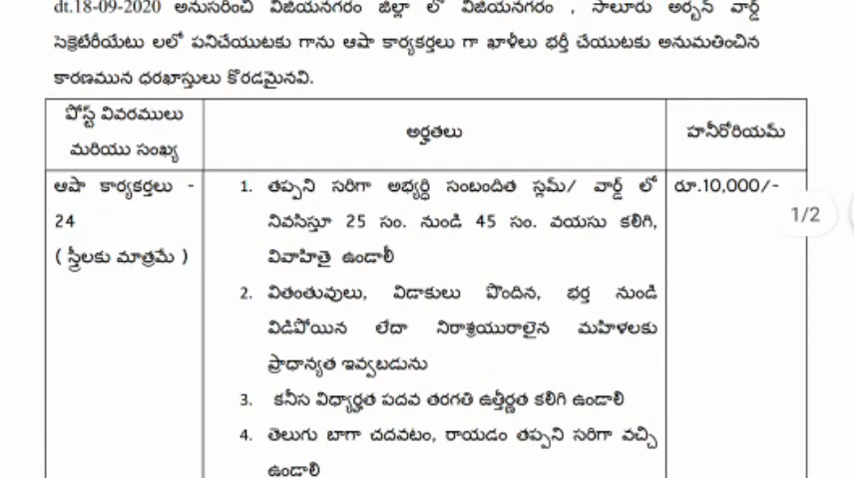 dt.18-09-2020 అనుసరించి విజయనగరం జిల్లా లో విజయనగరం , సాలూరు అర్బన్ వార్డ్
సెక్రెటేరీయేటు లలో పనిచేయుటకు గాను ఆషా కార్యకర్తలు గా ఖాళీలు భర్తీ చేయుటకు అనుమతించిన
కారణమున ధరఖాస్తులు కొరడమైనవి.
పోస్ట్ వివరములు
మరియు సంఖ్య
అర్హతలు
హనీరోరియమ్
ఆషా కార్యకర్తలు -
24
( స్త్రీలకు మాత్రమే )
1. తప్పని సరిగా అభ్యర్ధి సంబందిత స్లమ్/ వార్డ్ లో
నివసిస్తూ 25 సం. నుండి 45 సం. వయసు కలిగి,
వివాహితై ఉండాలీ
2. వితంతువులు, విడాకులు పొందిన, భర్త నుండి
విడిపోయిన లేదా నిరాశ్రయురాలైన మహిళలకు
ప్రాధాన్యత ఇవ్వబడును
3. కనీస విధ్యార్హత పదవ తరగతి ఉత్తీర్ణత కలిగి ఉండాలి
4. తెలుగు బాగా చదవటం, రాయడం తప్పని సరిగా వచ్చి
ఉండాలి
రూ.10,000/-
1/2